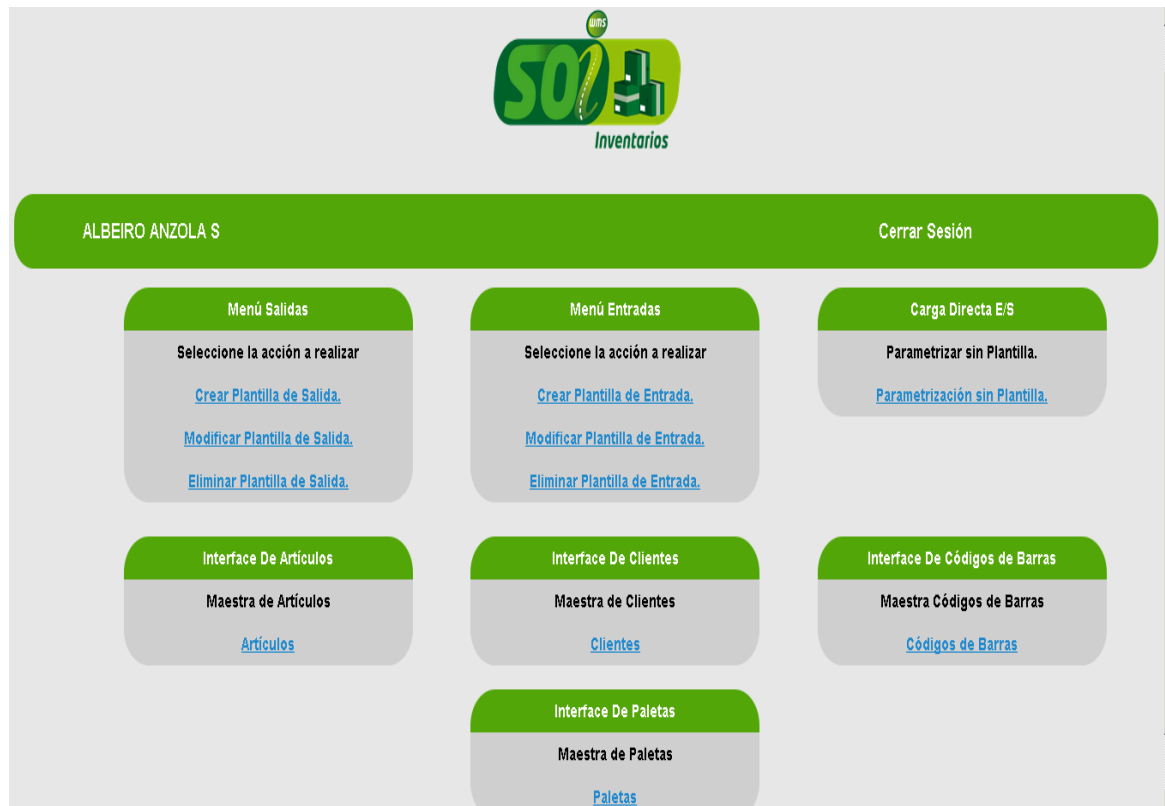 wms
SOi
Inventarios
ALBEIRO ANZOLA S
Cerrar Sesión
Menú Salidas
Seleccione la acción a realizar
Crear Plantilla de Salida.
Modificar Plantilla de Salida.
Eliminar Plantilla de Salida.
Menú Entradas
Seleccione la acción a realizar
Crear Plantilla de Entrada.
Modificar Plantilla de Entrada.
Eliminar Plantilla de Entrada.
Carga Directa E/S
Parametrizar sin Plantilla.
Parametrización sin Plantilla.
Interface De Artículos
Maestra de Artículos
Artículos
Interface De Clientes
Maestra de Clientes
Clientes
Interface De Códigos de Barras
Maestra Códigos de Barras
Códigos de Barras
Interface De Paletas
Maestra de Paletas
Paletas